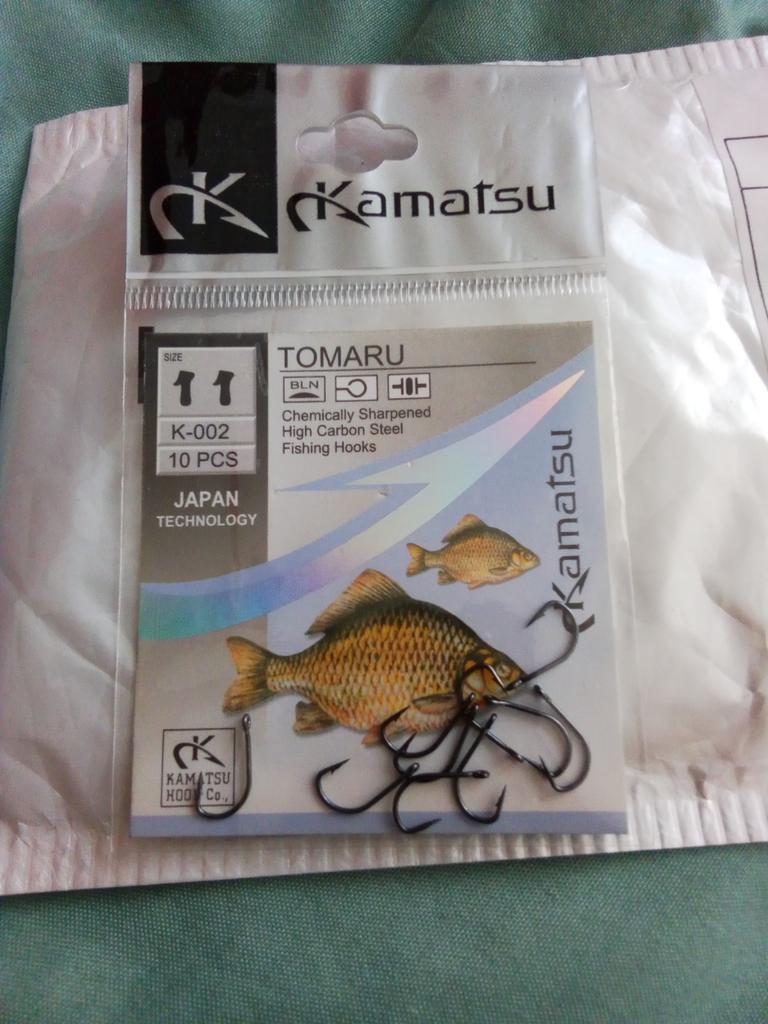 K Kamatsu
SIZE
11
K-002
10 PCS
JAPAN
TECHNOLOGY
TOMARU
BLN
Chemically Sharpened
High Carbon Steel
Fishing Hooks
Kamatsu
K
KAMATSU
HOOK Co.,